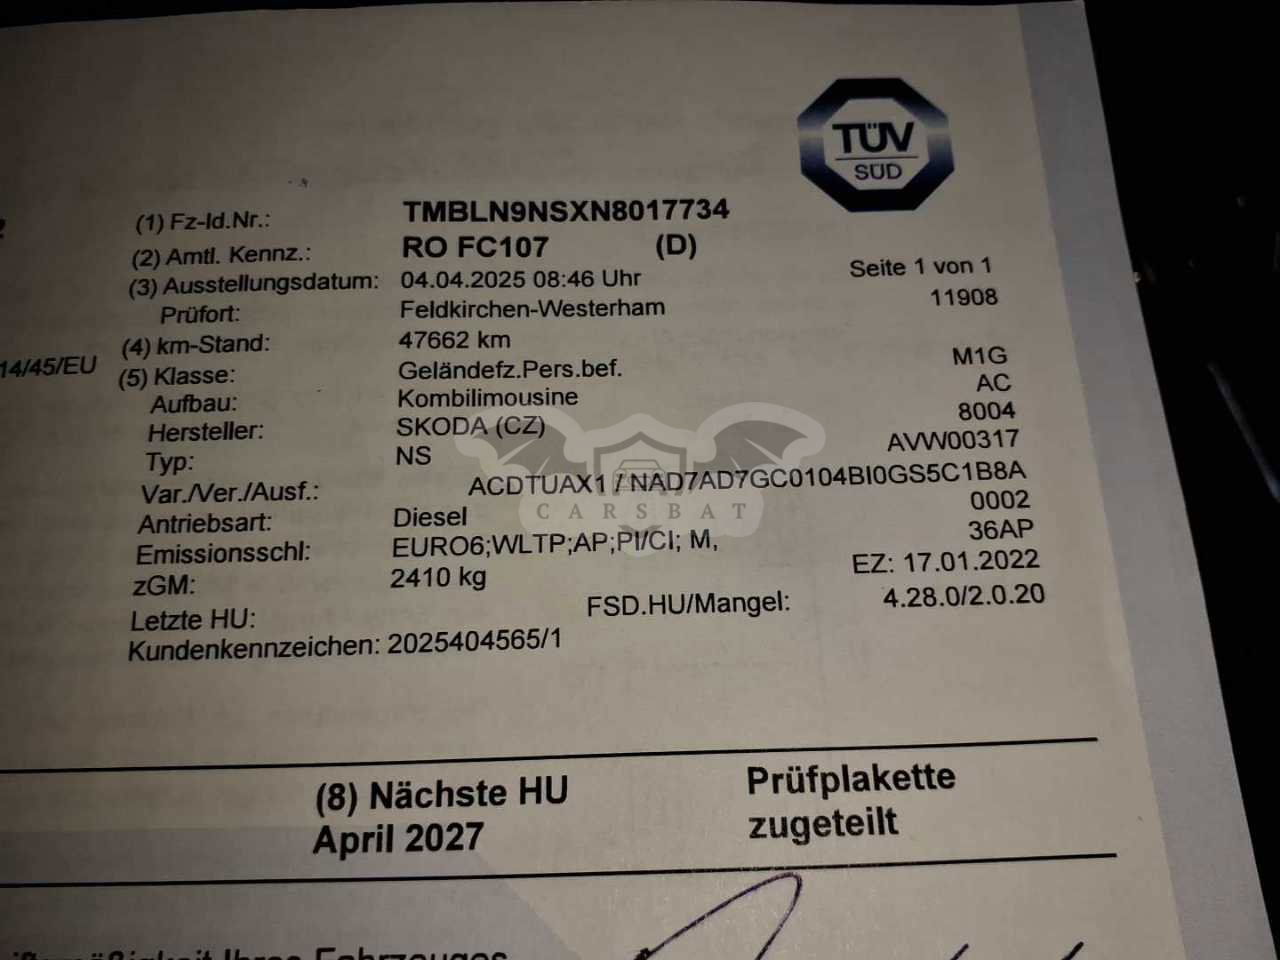 TÜV
SÜD
(1) Fz-Id.Nr.: TMBLN9NSXN8017734
(2) Amtl. Kennz.: RO FC107 (D)
(3) Ausstellungsdatum: 04.04.2025 08:46 Uhr Seite 1 von 1
Prüfort: Feldkirchen-Westerham 11908
14/45/EU (4) km-Stand: 47662 km
(5) Klasse: Geländefz.Pers.bef. M1G
Aufbau: Kombilimousine AC
Hersteller: SKODA (CZ) 8004
Typ: NS AVW00317
Var./Ver./Ausf.: ACDTUAX1 / NAD7AD7GC0104BI0GS5C1B8A
Antriebsart: Diesel 0002
Emissionsschl: EURO6;WLTP;AP;PI/CI; M, 36AP
zGM: 2410 kg EZ: 17.01.2022
Letzte HU: FSD.HU/Mangel: 4.28.0/2.0.20
Kundenkennzeichen: 2025404565/1
CARSBAT
(8) Nächste HU Prüfplakette
April 2027 zugeteilt
Ihres Fahrzeuges